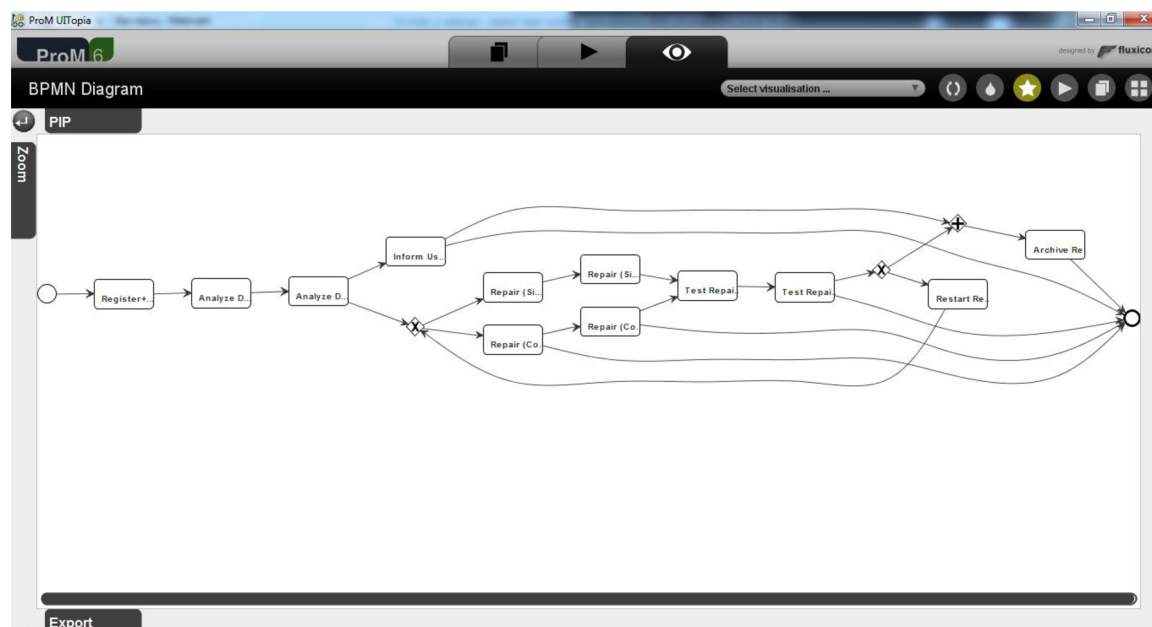 ProM UITopia
ProM 6
designed by fluxico
BPMN Diagram
Select visualisation ...
PIP
Zoom
Inform Us..
Archive Re
Repair (Si...
Repair (Si...
Register+...
Analyze D...
Analyze D...
Test Repai..
Test Repai..
Restart Re..
Repair (Co.
Repair (Co.
X
X
Export